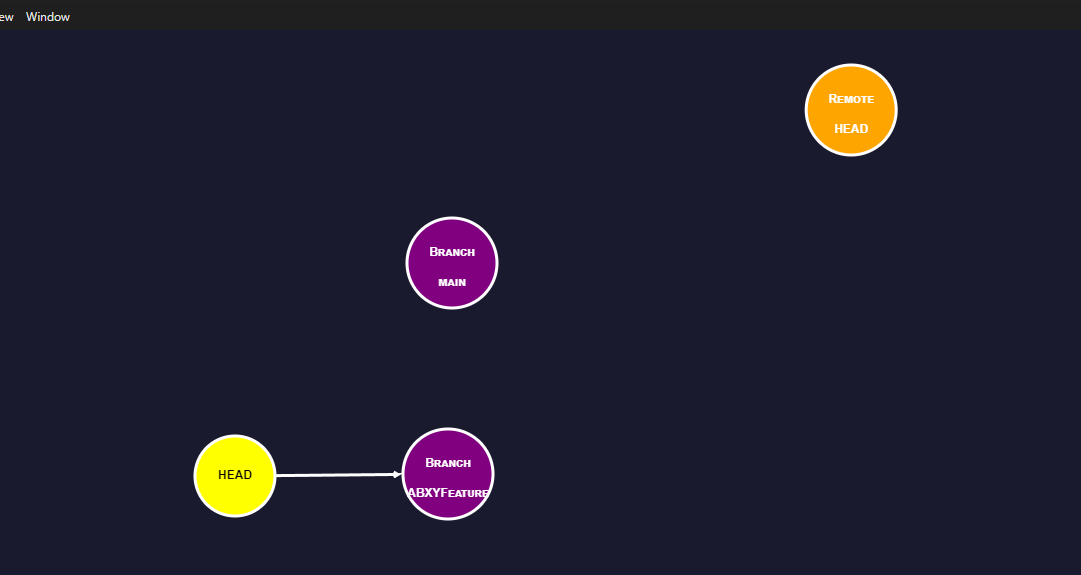 ew Window
Remote
HEAD
Branch
main
HEAD
Branch
ABXYFeature